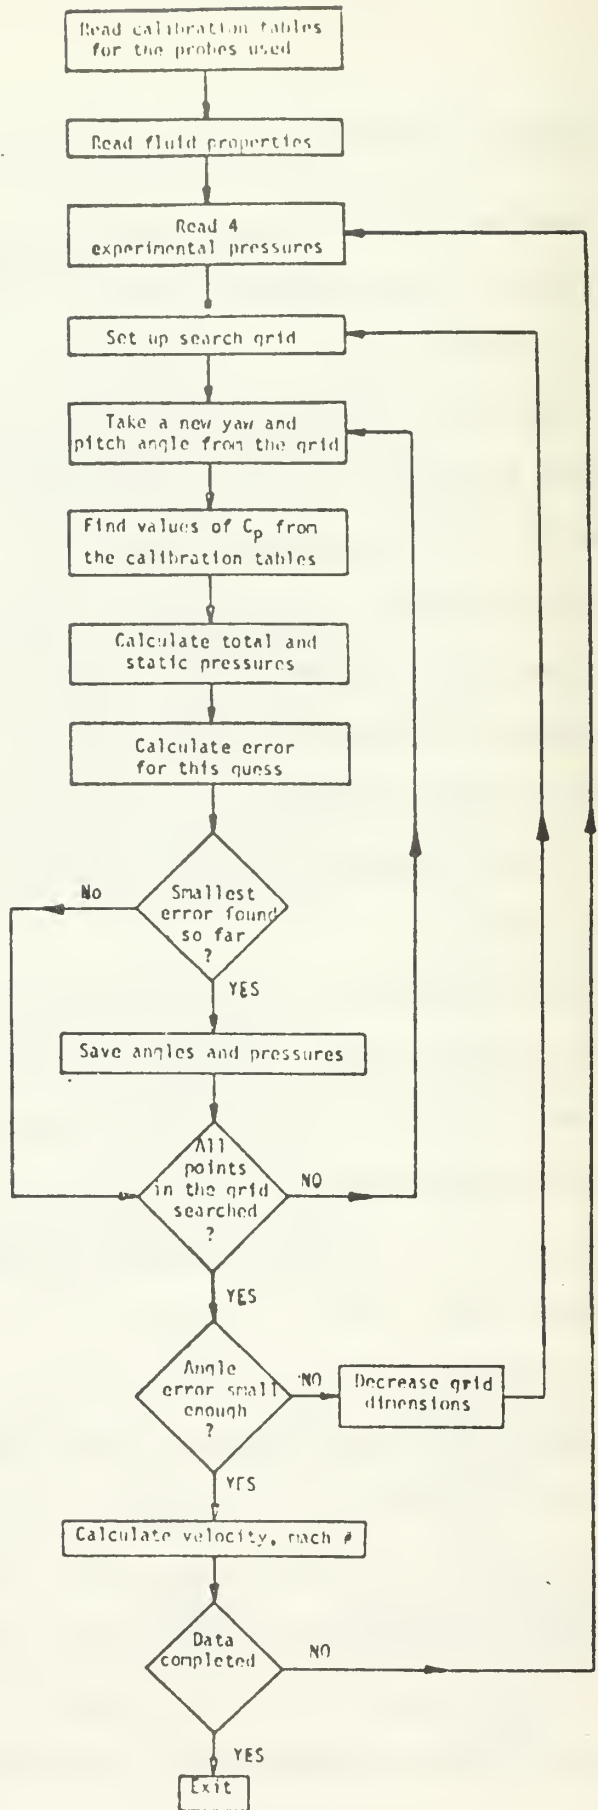 Read calibration tables
for the probes used
Read fluid properties
Read 4
experimental pressures
Set up search grid
Take a new yaw and
pitch angle from the grid
Find values of Cp from
the calibration tables
Calculate total and
static pressures
Calculate error
for this guess
No
Smallest
error found
so far
?
YES
Save angles and pressures
All
points
in the grid
searched
?
NO
YES
Angle
error small
enough
?
NO
Decrease grid
dimensions
YES
Calculate velocity, mach #
Data
completed
NO
YES
Exit